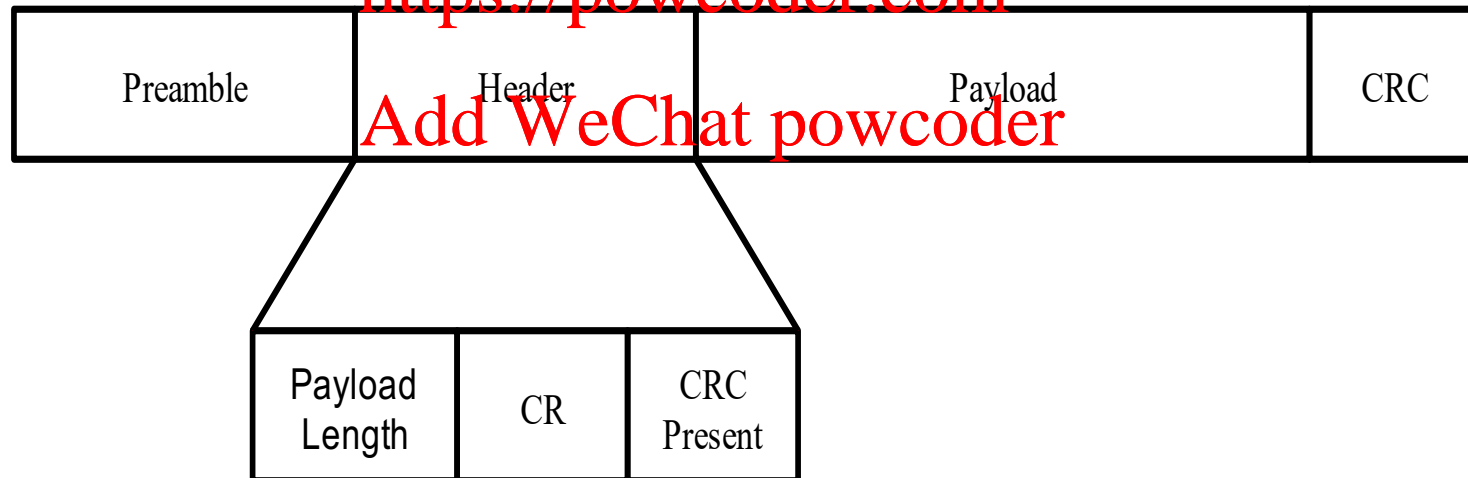 https://powcoder.com
Preamble
Header
Payload
CRC
Add WeChat powcoder
Payload
Length
CR
CRC
Present